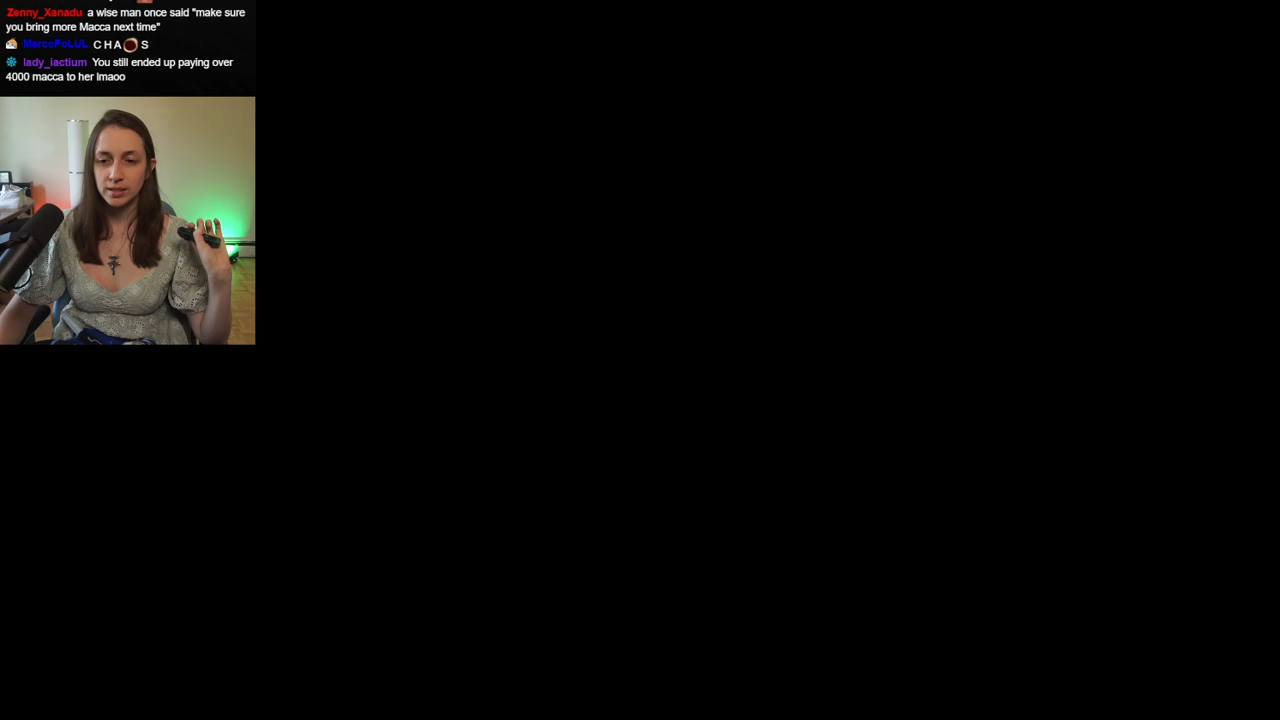 Zenny_Xanadu a wise man once said "make sure
you bring more Macca next time"
MarcoPoLUL C H A S
lady_iactium You still ended up paying over
4000 macca to her lmaoo